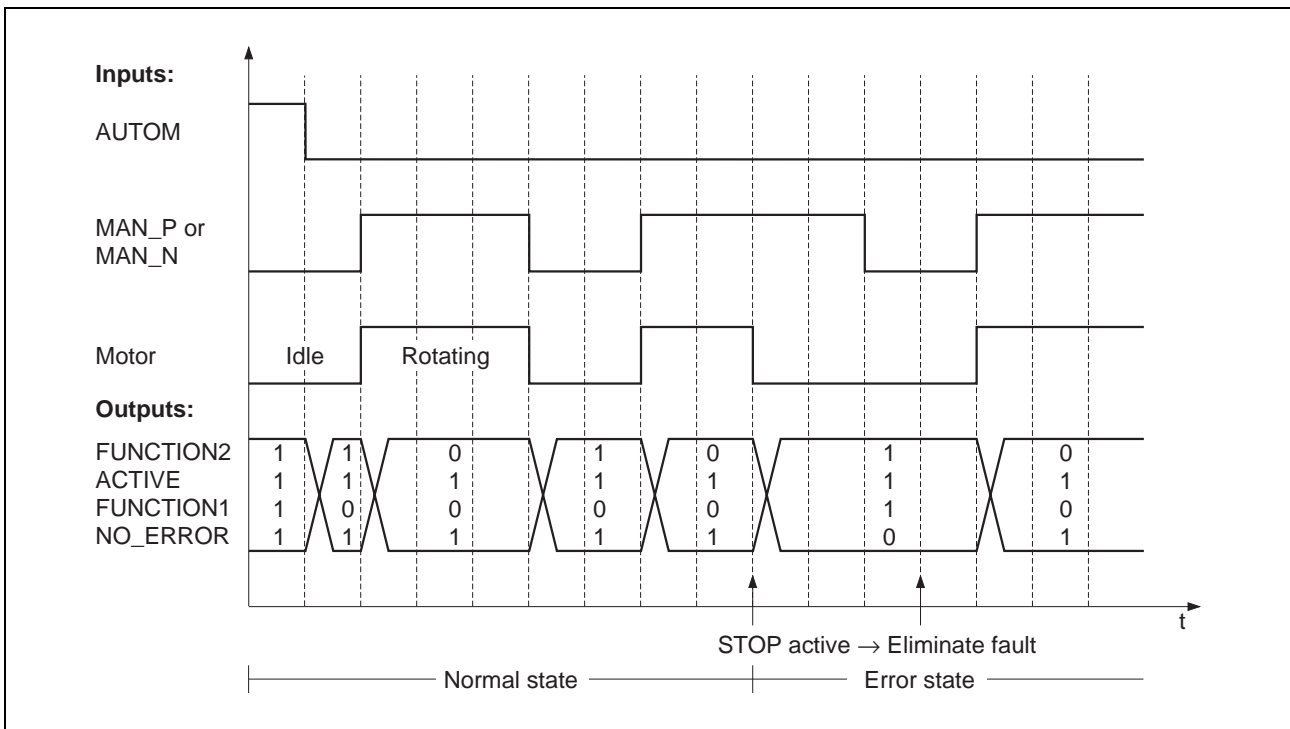 Inputs:
AUTOM
MAN_P or
MAN_N
Motor Idle Rotating
Outputs:
FUNCTION2 1 1 0 1 0 1 0
ACTIVE 1 1 1 1 1 1 1
FUNCTION1 1 0 0 0 0 1 0
NO_ERROR 1 1 1 1 1 0 1
t
STOP active → Eliminate fault
Normal state Error state